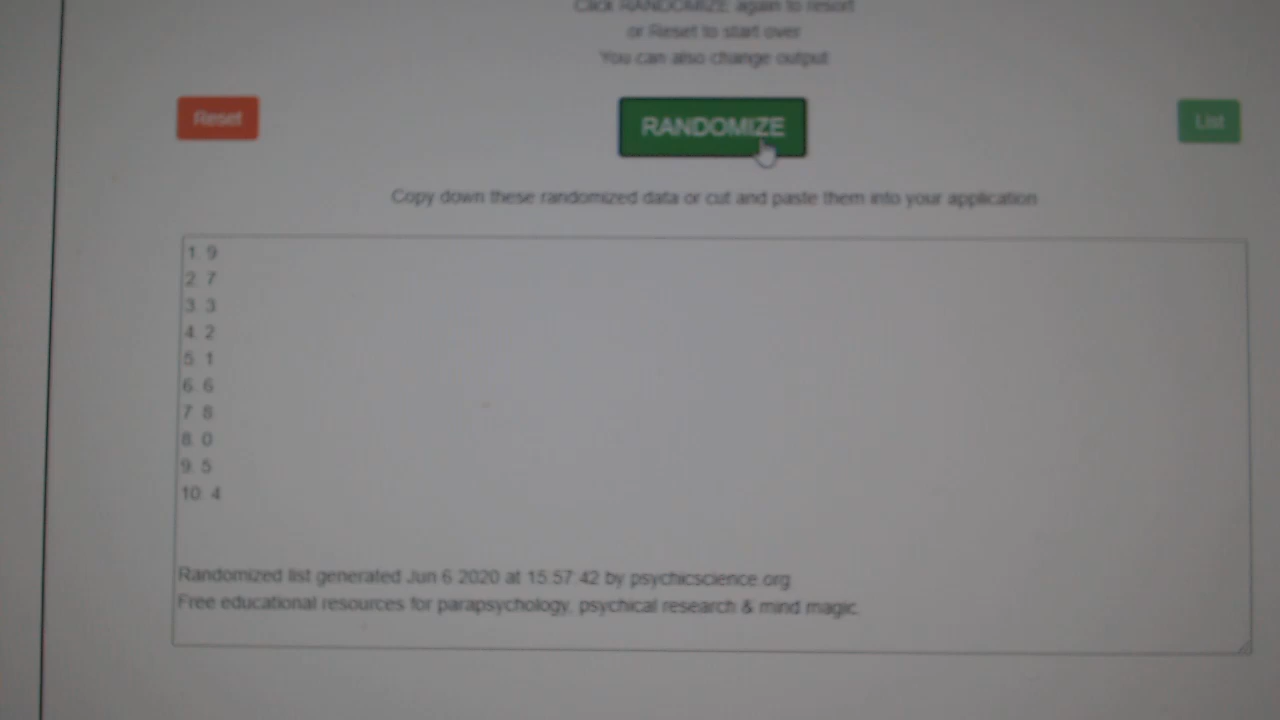 Click RANDOMIZE again to resort
or Reset to start over
You can also change output
Reset
RANDOMIZE
List
Copy down these randomized data or cut and paste them into your application
1. 9
2. 7
3. 3
4. 2
5. 1
6. 6
7. 8
8. 0
9. 5
10. 4
Randomized list generated Jun 6 2020 at 15:57:42 by psychicscience.org
Free educational resources for parapsychology, psychical research & mind magic.